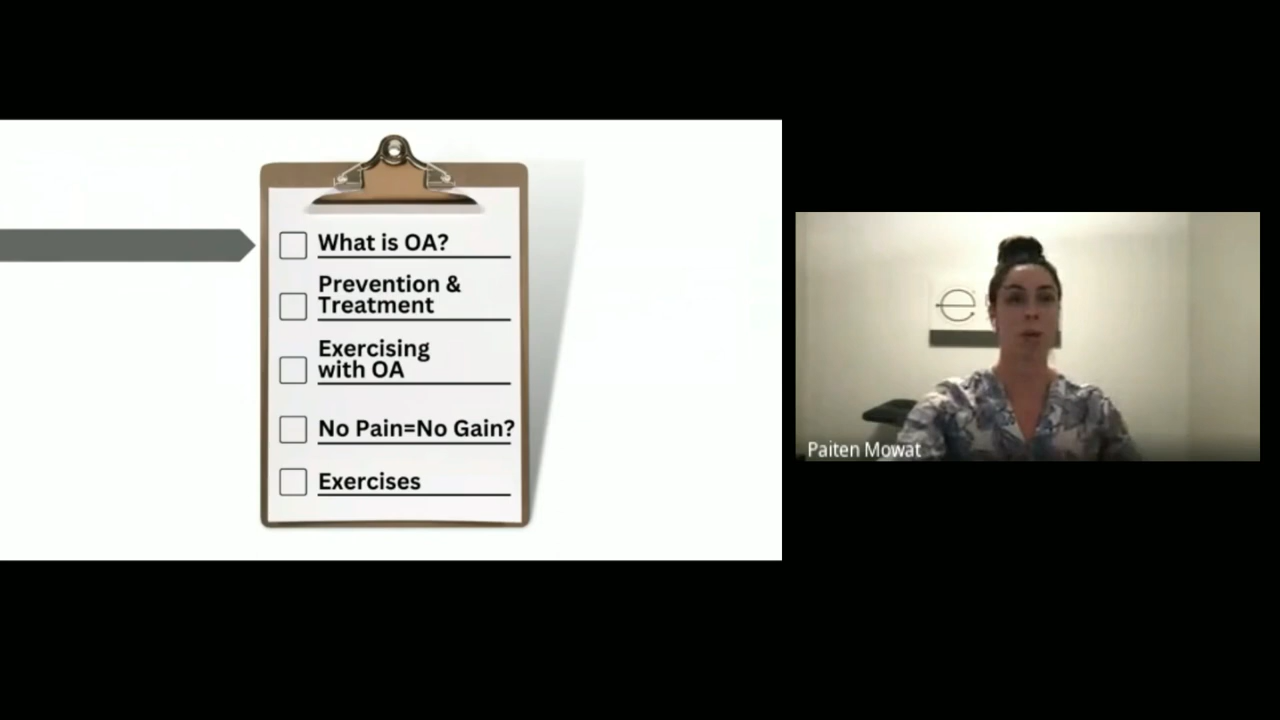 What is OA?
Prevention &
Treatment
Exercising
with OA
No Pain=No Gain?
Exercises
e
Paiten Mowat